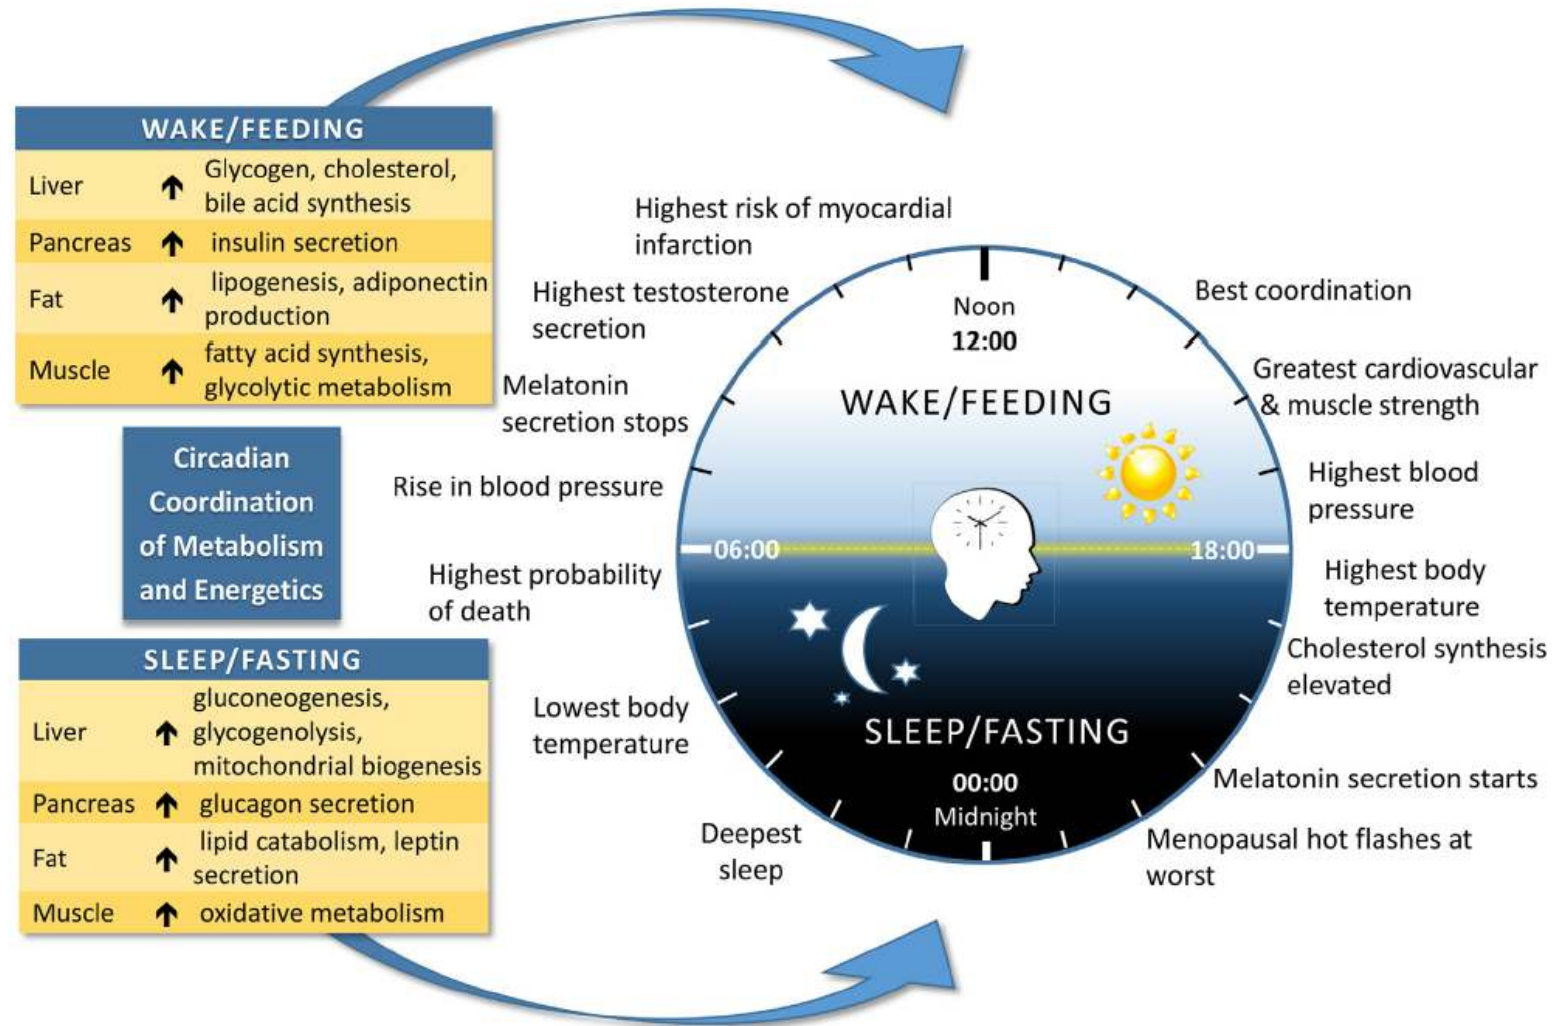 WAKE/FEEDING
Liver
Glycogen, cholesterol,
bile acid synthesis
Pancreas
insulin secretion
Fat
lipogenesis, adiponectin
production
Muscle
fatty acid synthesis,
glycolytic metabolism
Circadian
Coordination
of Metabolism
and Energetics
SLEEP/FASTING
Liver
gluconeogenesis,
glycogenolysis,
mitochondrial biogenesis
Pancreas
glucagon secretion
Fat
lipid catabolism, leptin
secretion
Muscle
oxidative metabolism
Highest risk of myocardial
infarction
Highest testosterone
secretion
Melatonin
secretion stops
Rise in blood pressure
Highest probability
of death
Lowest body
temperature
Deepest
sleep
Noon
12:00
WAKE/FEEDING
06:00
18:00
SLEEP/FASTING
00:00
Midnight
Best coordination
Greatest cardiovascular
& muscle strength
Highest blood
pressure
Highest body
temperature
Cholesterol synthesis
elevated
Melatonin secretion starts
Menopausal hot flashes at
worst